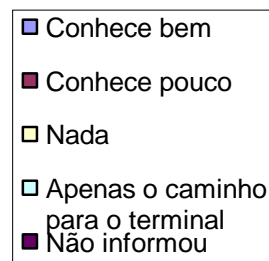 Conhece bem
Conhece pouco
Nada
Apenas o caminho
para o terminal
Não informou